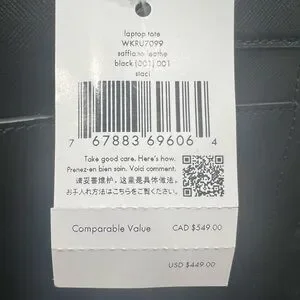 laptop tote
WKRU7099
saffiano leathe
black (001) 001
staci
7 67883 69606 4
Take good care. Here's how.
Prenez-en bien soin. Voici comment.
请妥善维护，这里是具体做法。
お手入れ方法はこちらをご覧ください。
Comparable Value CAD $549.00
USD $449.00